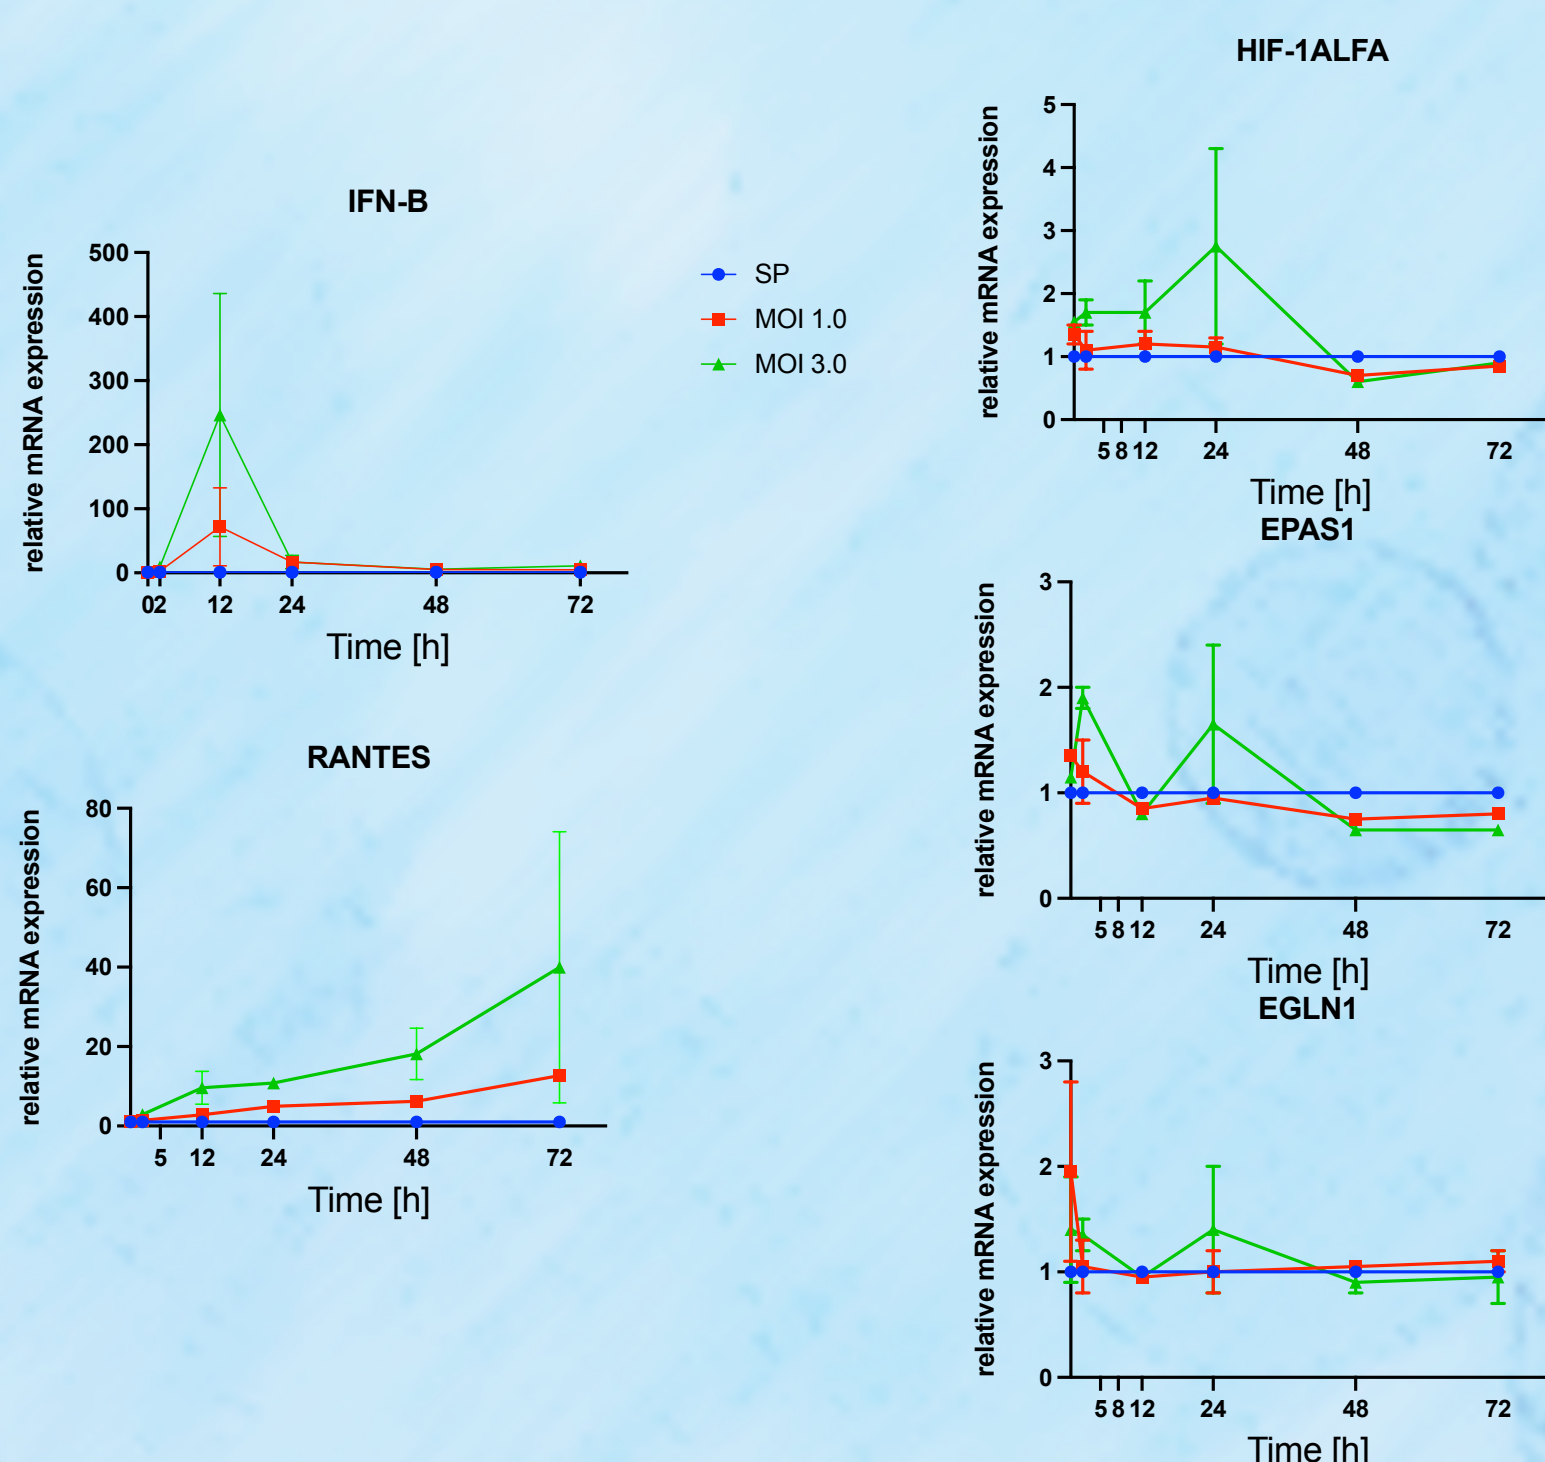 IFN-B
relative mRNA expression
500
400
300
200
100
0
02 12 24 48 72
Time [h]
SP
MOI 1.0
MOI 3.0
RANTES
relative mRNA expression
80
60
40
20
0
5 12 24 48 72
Time [h]
HIF-1ALFA
relative mRNA expression
5
4
3
2
1
0
5 8 12 24 48 72
Time [h]
EPAS1
relative mRNA expression
3
2
1
0
5 8 12 24 48 72
Time [h]
EGLN1
relative mRNA expression
3
2
1
0
5 8 12 24 48 72
Time [h]